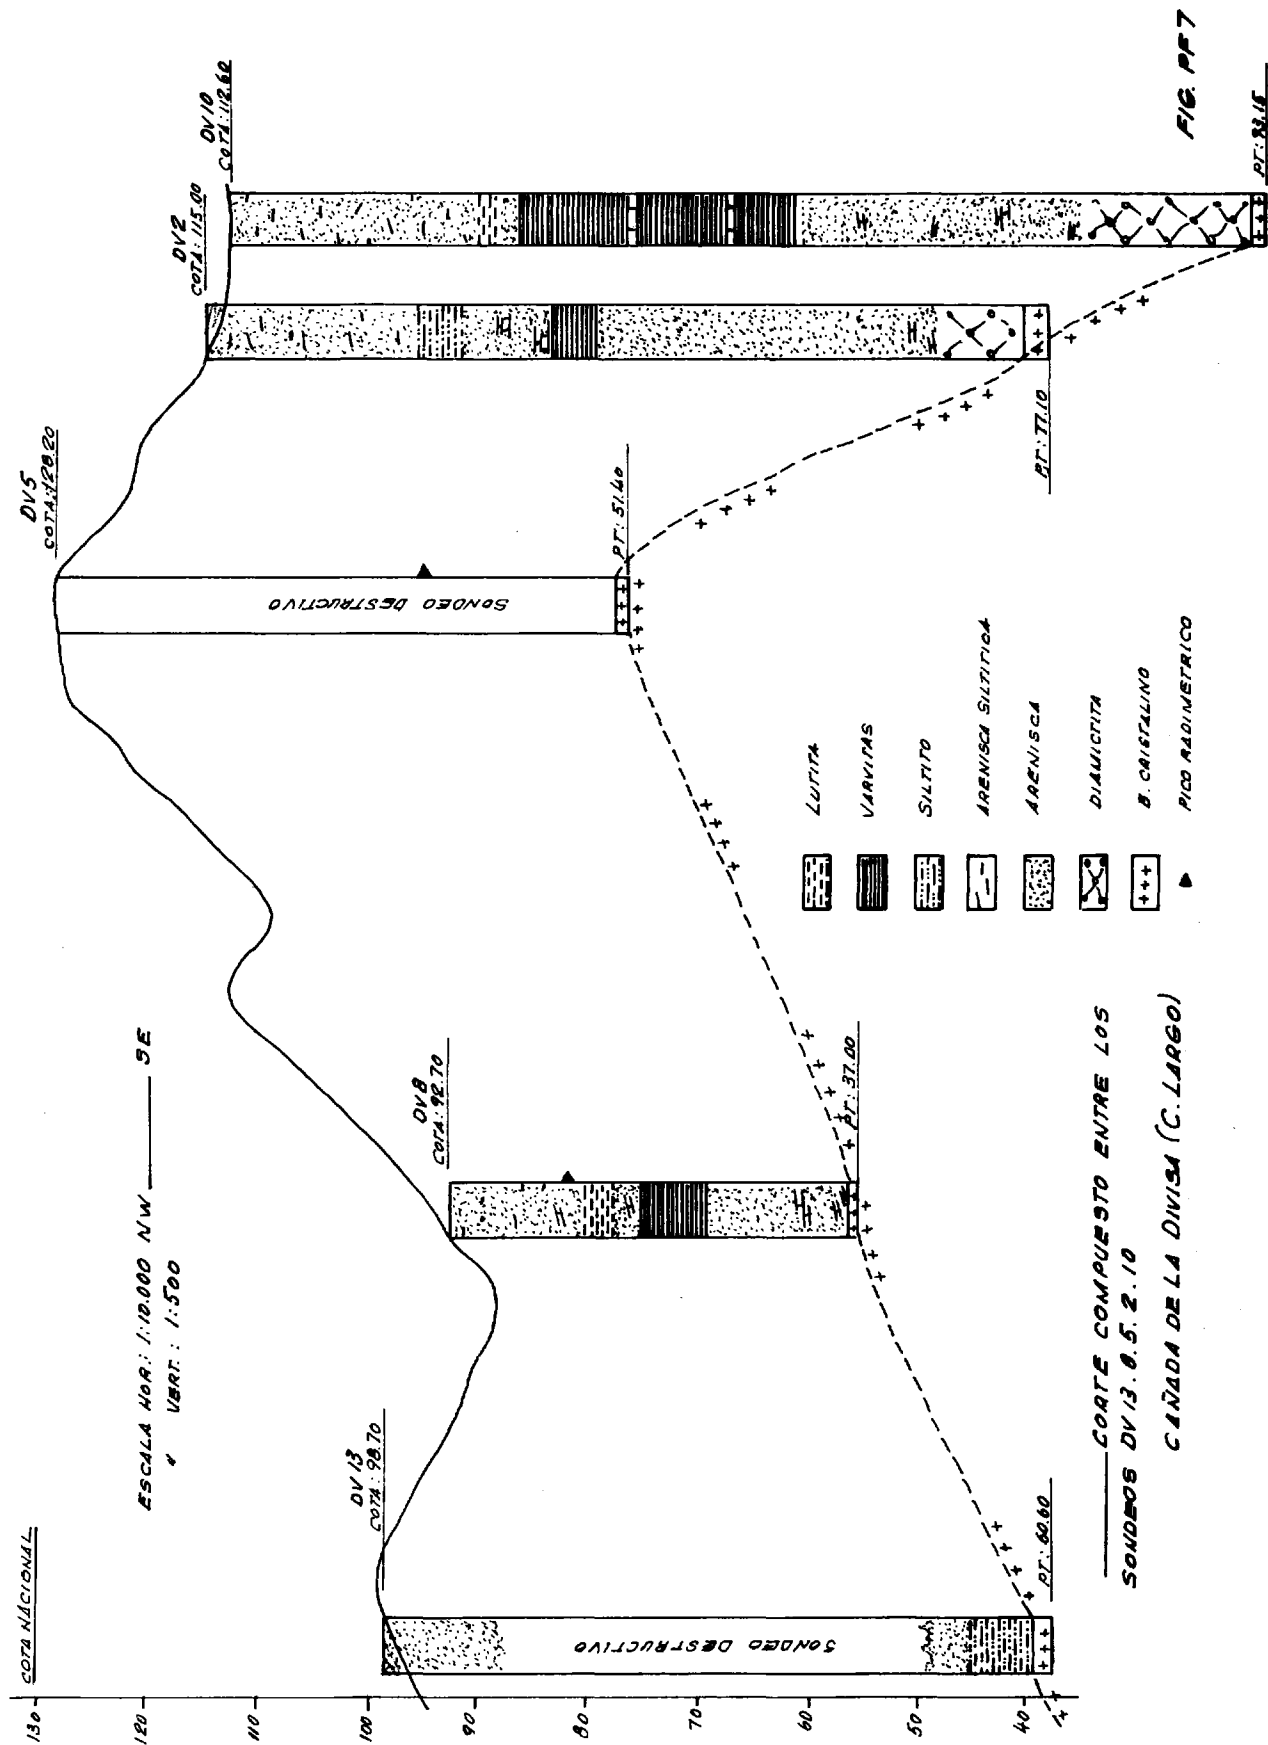 COTA NACIONAL
130
120
110
100
90
80
70
60
50
40
ESCALA HOR.: 1:10.000 NW ——— SE
" VERT.: 1:500
DV13
COTA: 98.70
SONDEO DESTRUCTIVO
PT: 60.60
DV8
COTA: 92.70
PT: 37.00
DV5
COTA: 128.20
SONDEO DESTRUCTIVO
PT: 51.40
DV2
COTA: 115.00
PT: 77.10
DV10
COTA: 112.60
PT: 93.15
LUTITA
VARVITAS
SILTITO
ARENISCA SILTITICA
ARENISCA
DIAMICTITA
B. CRISTALINO
PICO RADIMETRICO
CORTE COMPUESTO ENTRE LOS
SONDEOS DV 13.8.5.2.10
CAÑADA DE LA DIVISA (C. LARGO)
FIG. PF7